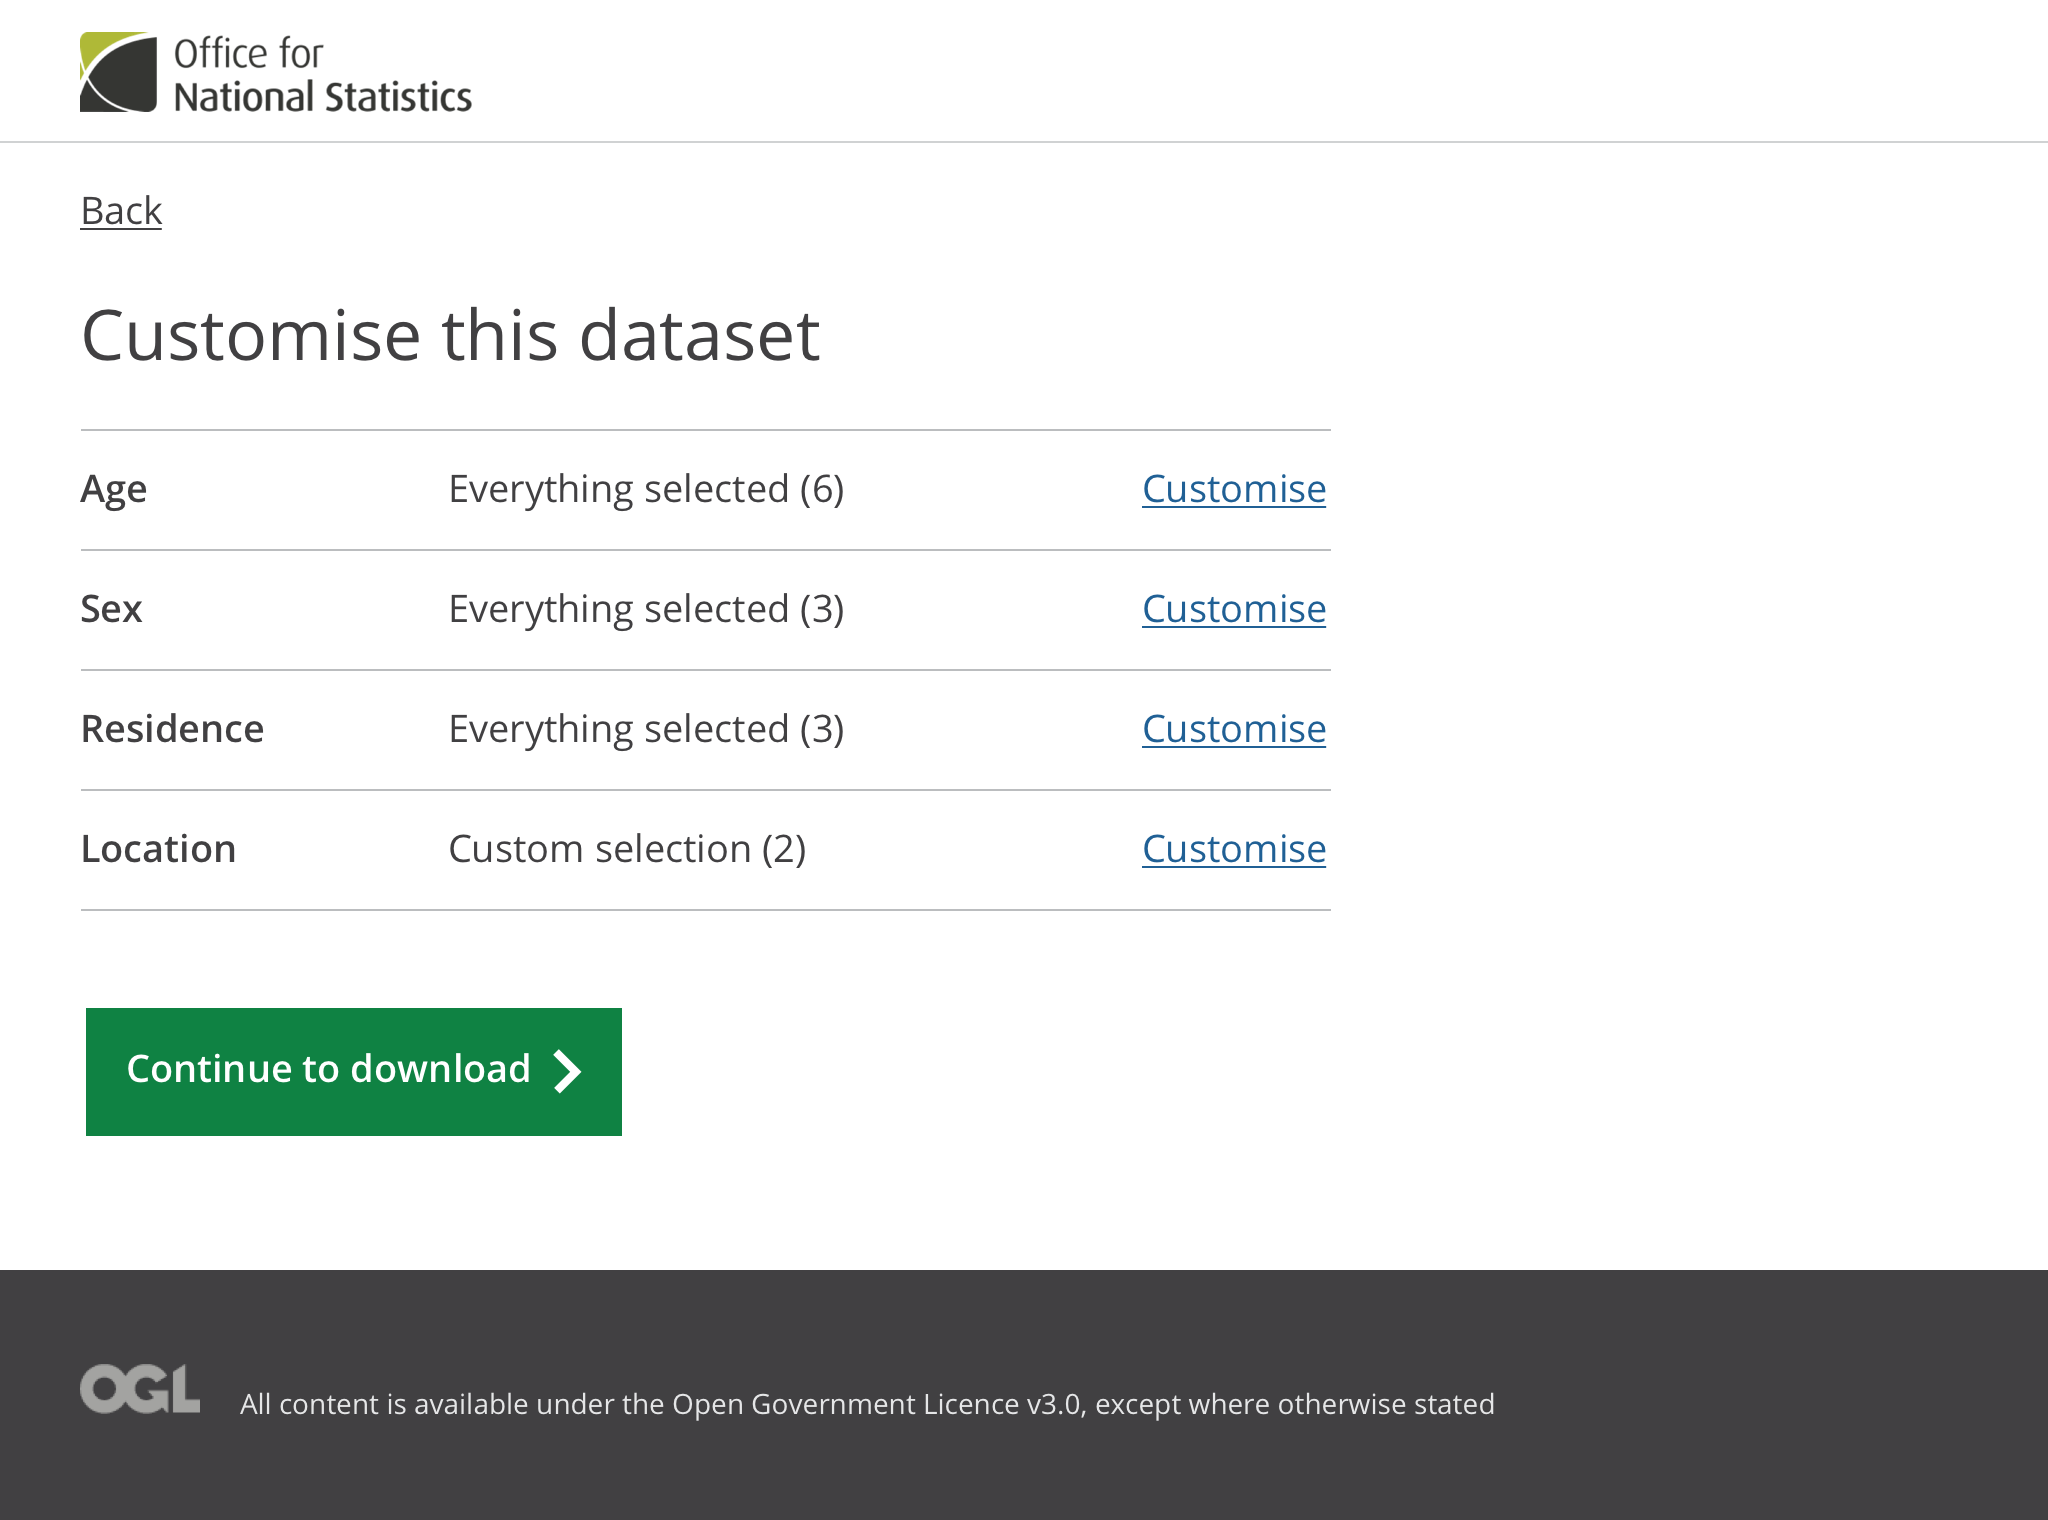 Office for
National Statistics
Back
Customise this dataset
Age Everything selected (6) Customise
Sex Everything selected (3) Customise
Residence Everything selected (3) Customise
Location Custom selection (2) Customise
Continue to download
OGL All content is available under the Open Government Licence v3.0, except where otherwise stated